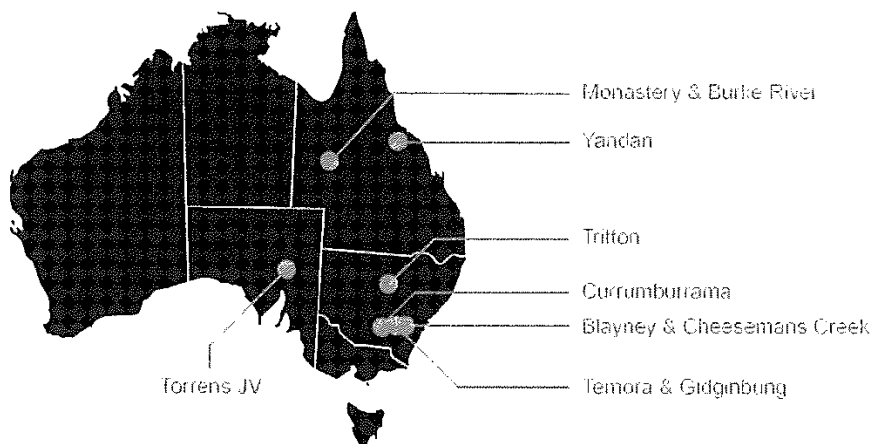 Monastery & Burke River
Yandan
Tritton
Currumburrama
Blayney & Cheesemans Creek
Torrens JV
Temora & Gidginbung